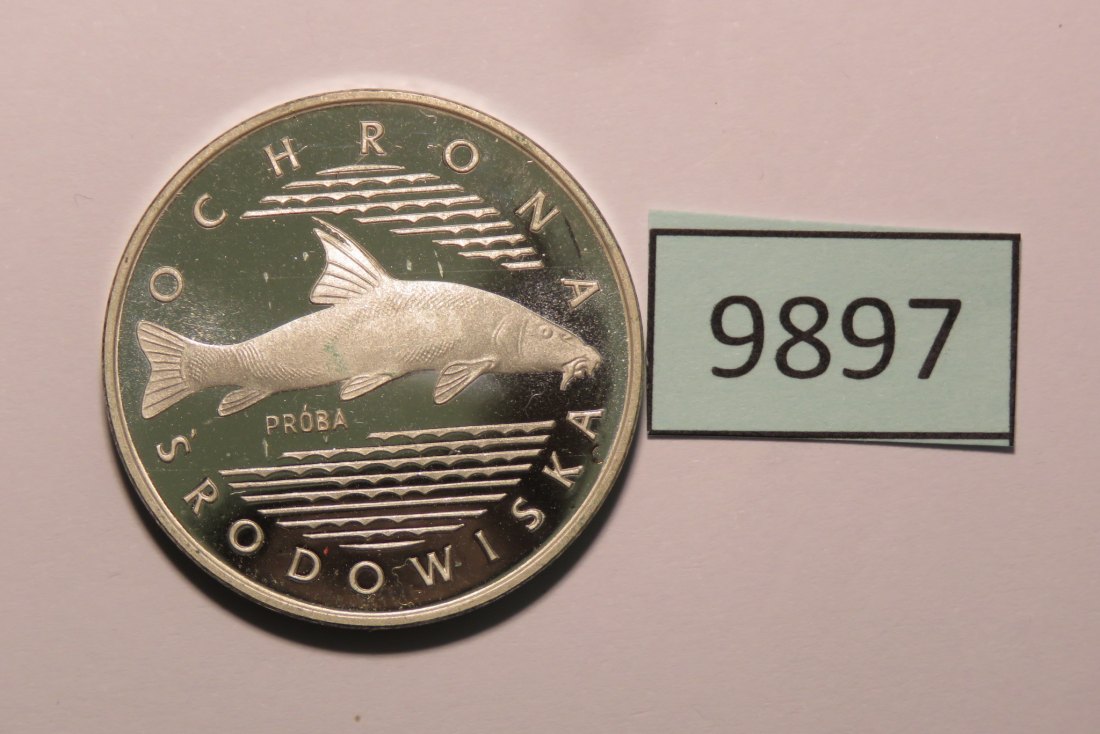 OCHRONA
ŚRODOWISKA
PRÓBA
9897